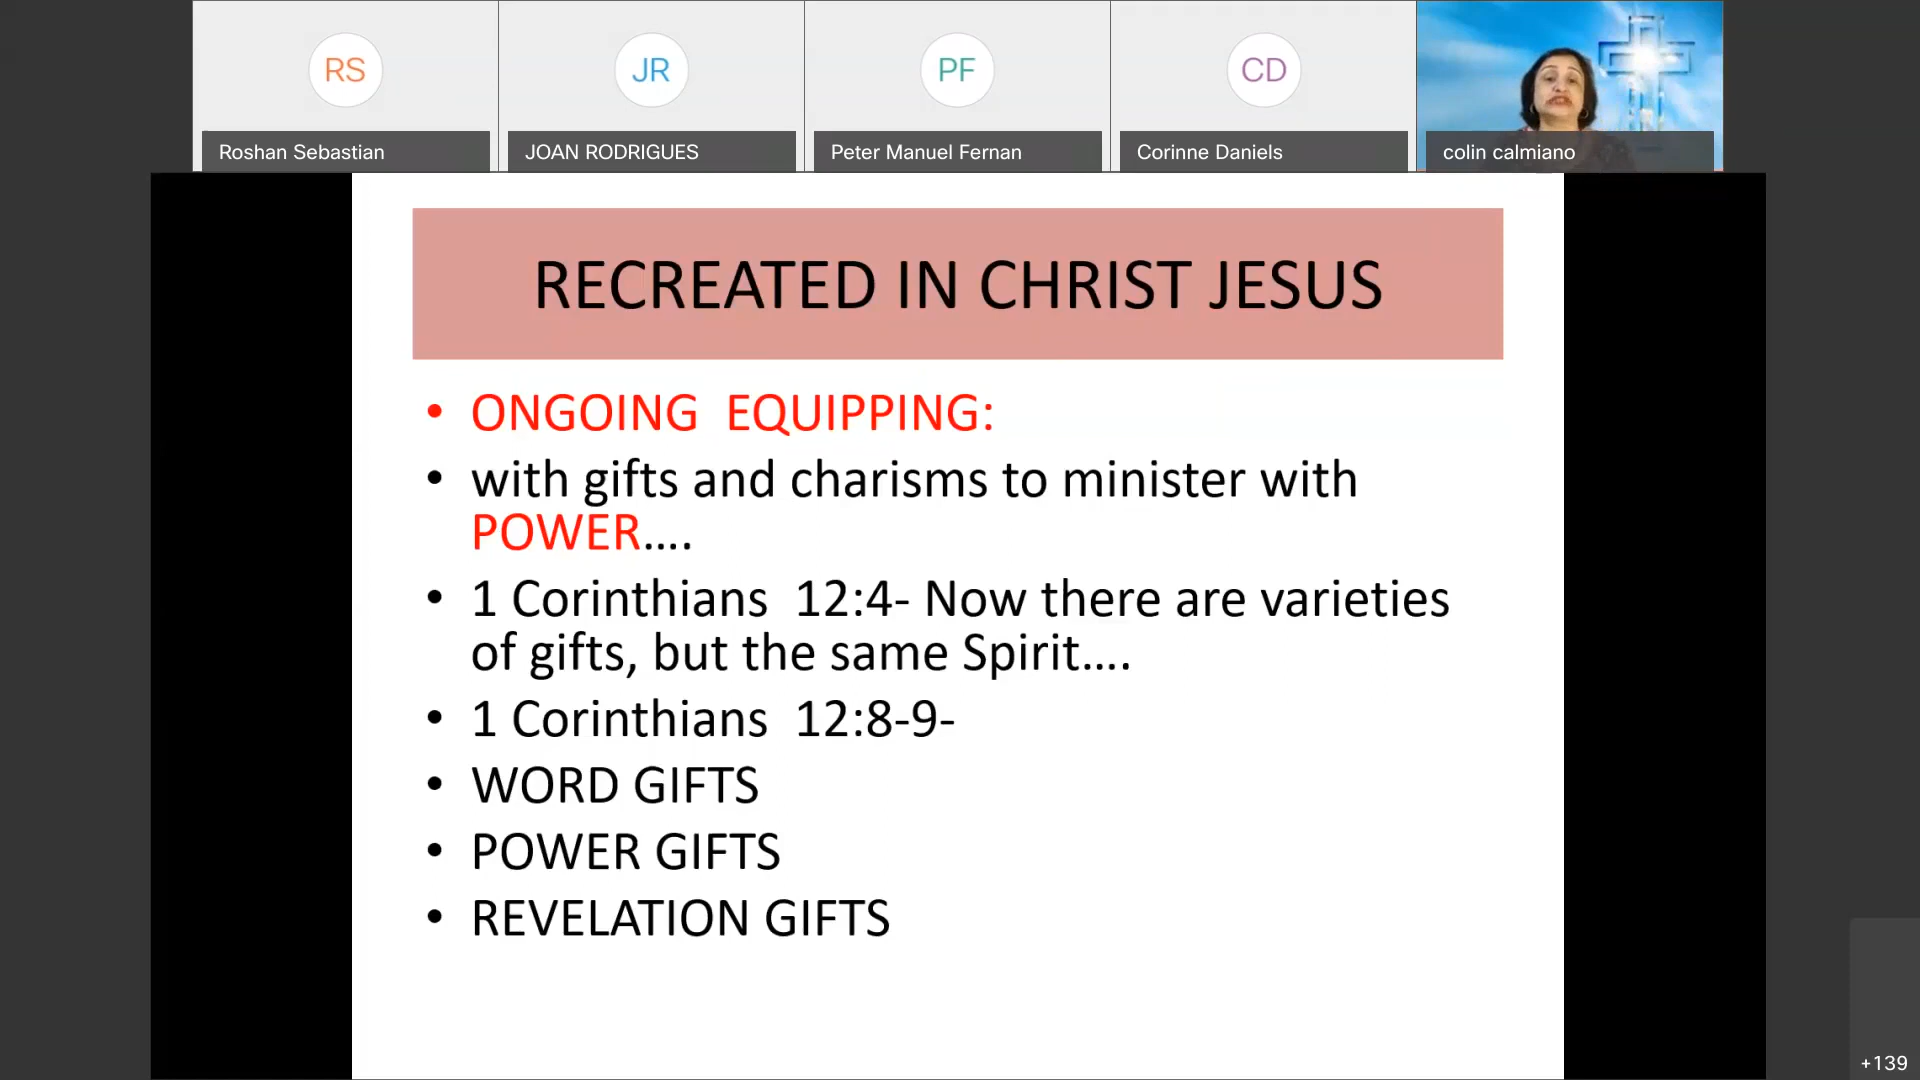 RS
JR
PF
CD
Roshan Sebastian
JOAN RODRIGUES
Peter Manuel Fernan
Corinne Daniels
colin calmiano
RECREATED IN CHRIST JESUS
• ONGOING EQUIPPING:
• with gifts and charisms to minister with
POWER....
• 1 Corinthians 12:4- Now there are varieties
of gifts, but the same Spirit....
• 1 Corinthians 12:8-9-
• WORD GIFTS
• POWER GIFTS
• REVELATION GIFTS
+139